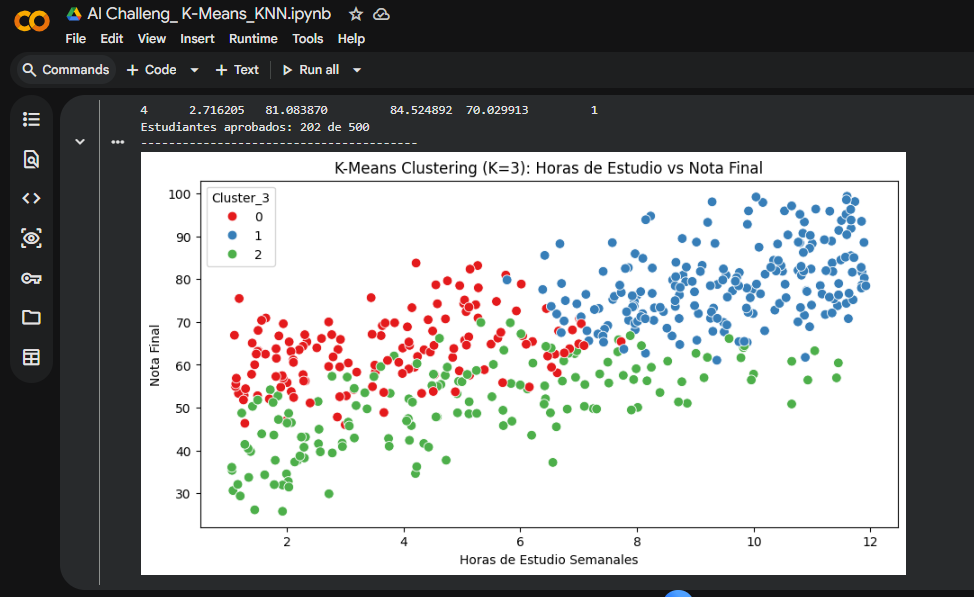 AI Challeng_ K-Means_KNN.ipynb
File Edit View Insert Runtime Tools Help
Commands + Code + Text Run all
4 2.716205 81.083870 84.524892 70.029913 1
Estudiantes aprobados: 202 de 500
----------------------------------------
K-Means Clustering (K=3): Horas de Estudio vs Nota Final
Cluster_3
0
1
2
Nota Final
100
90
80
70
60
50
40
30
2 4 6 8 10 12
Horas de Estudio Semanales